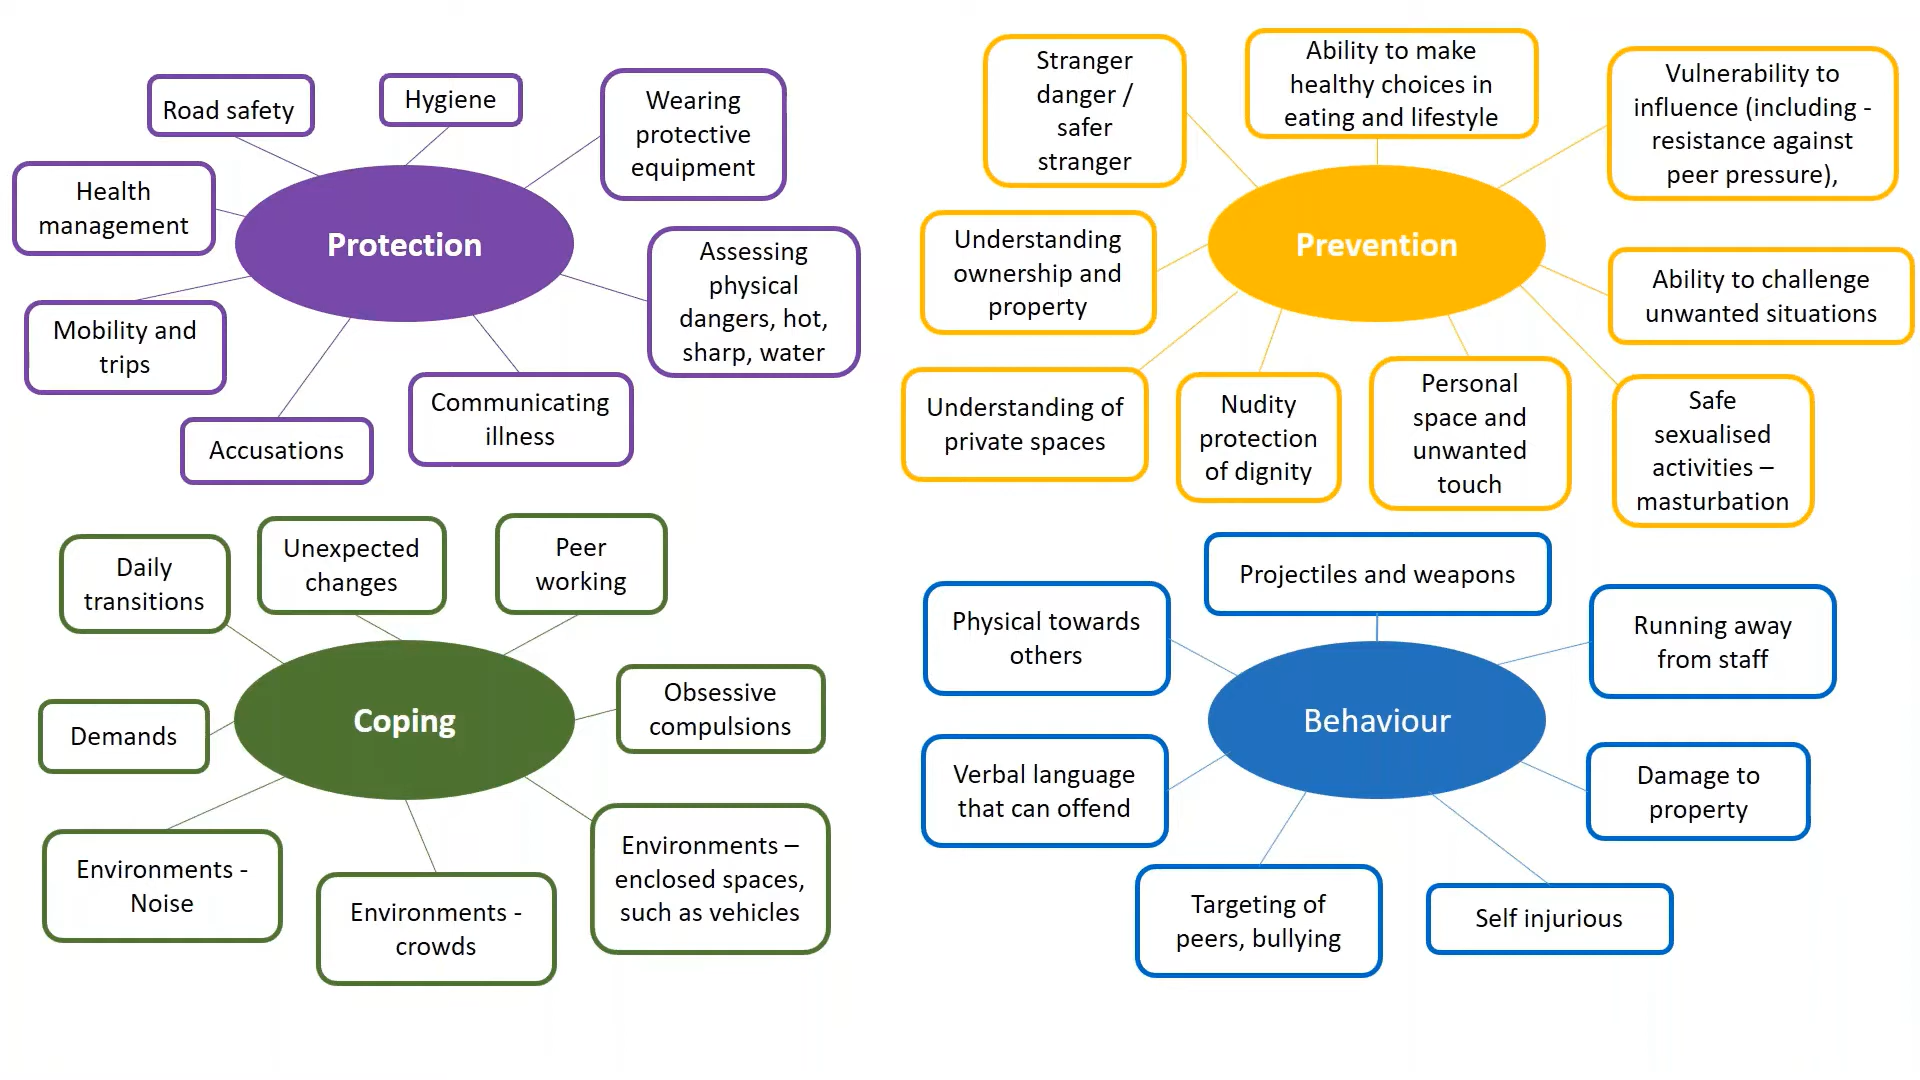 Road safety
Hygiene
Wearing
protective
equipment
Health
management
Protection
Assessing
physical
dangers, hot,
sharp, water
Mobility and
trips
Accusations
Communicating
illness
Stranger
danger /
safer
stranger
Ability to make
healthy choices in
eating and lifestyle
Vulnerability to
influence (including -
resistance against
peer pressure),
Understanding
ownership and
property
Prevention
Ability to challenge
unwanted situations
Understanding of
private spaces
Nudity
protection
of dignity
Personal
space and
unwanted
touch
Safe
sexualised
activities –
masturbation
Daily
transitions
Unexpected
changes
Peer
working
Demands
Coping
Obsessive
compulsions
Environments -
Noise
Environments -
crowds
Environments –
enclosed spaces,
such as vehicles
Projectiles and weapons
Physical towards
others
Running away
from staff
Behaviour
Verbal language
that can offend
Damage to
property
Targeting of
peers, bullying
Self injurious